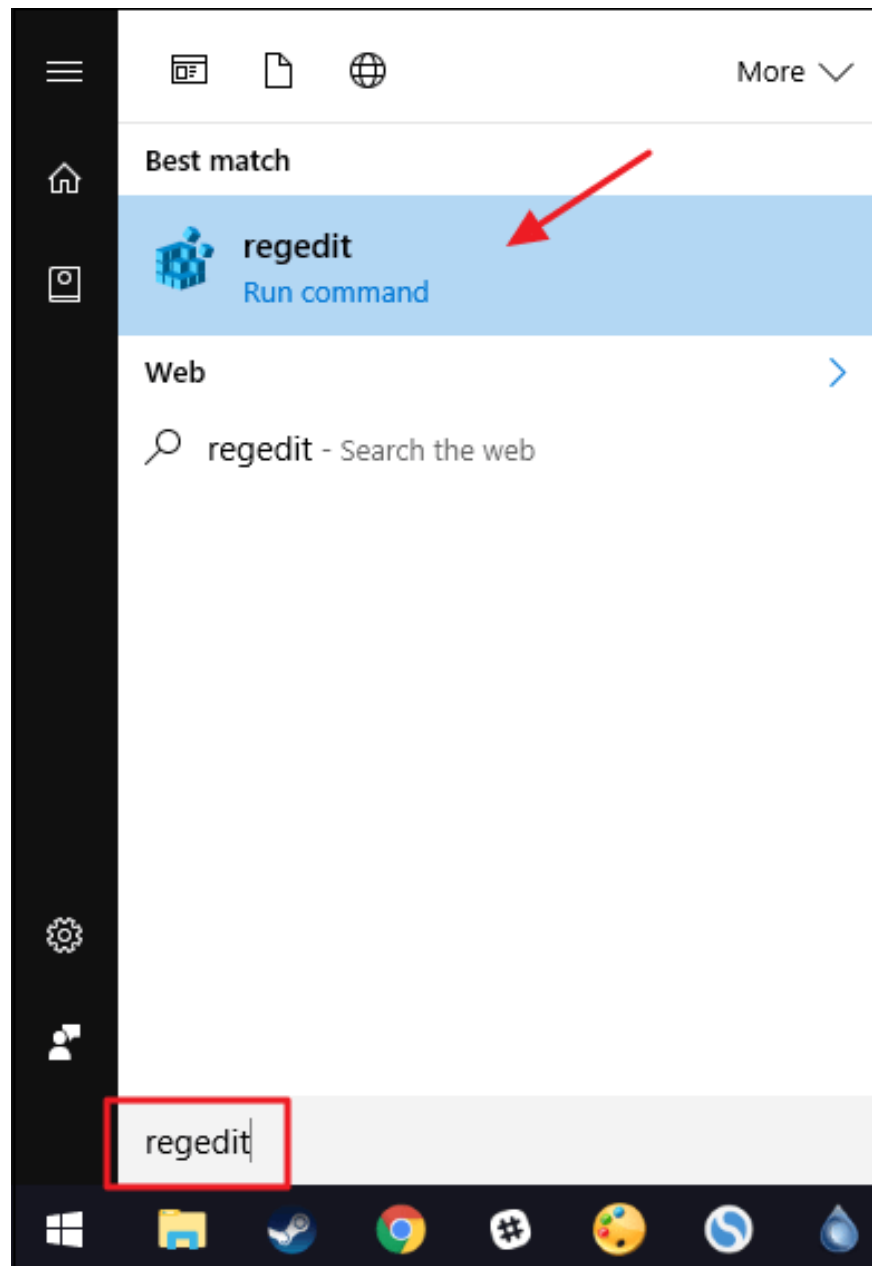 More
Best match
regedit
Run command
Web
regedit - Search the web
regedit